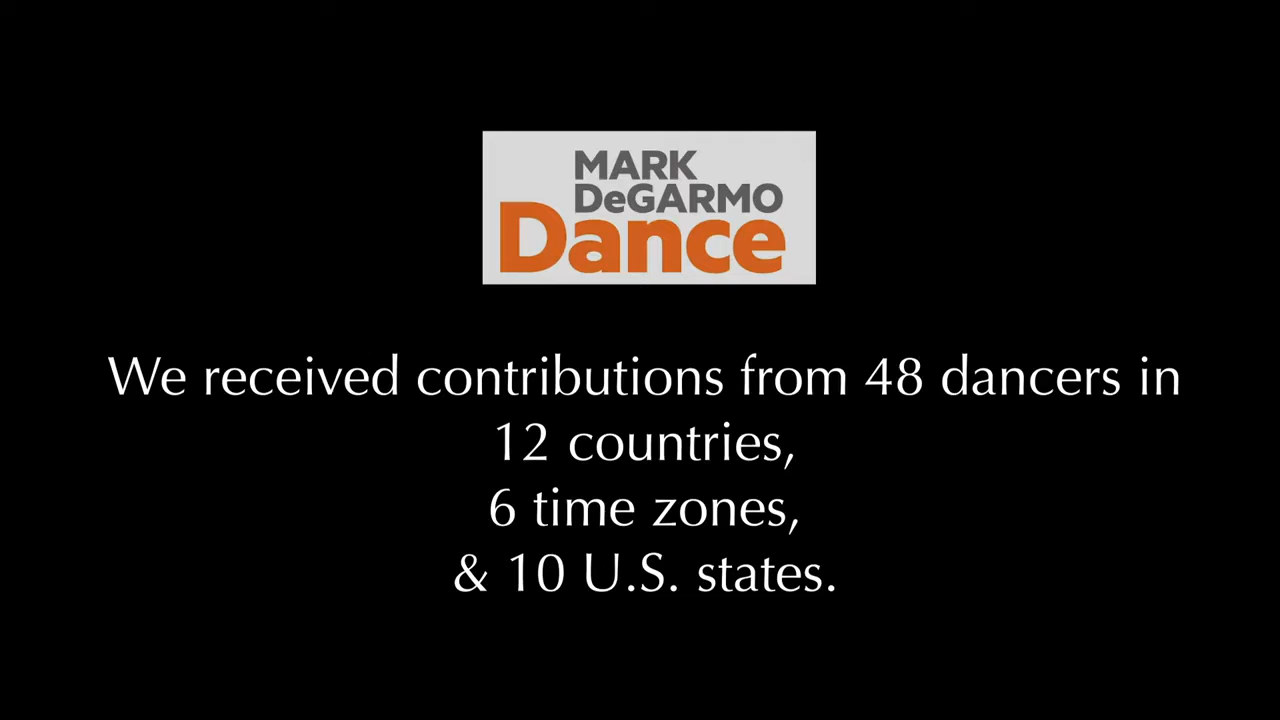 MARK
DeGARMO
Dance
We received contributions from 48 dancers in
12 countries,
6 time zones,
& 10 U.S. states.